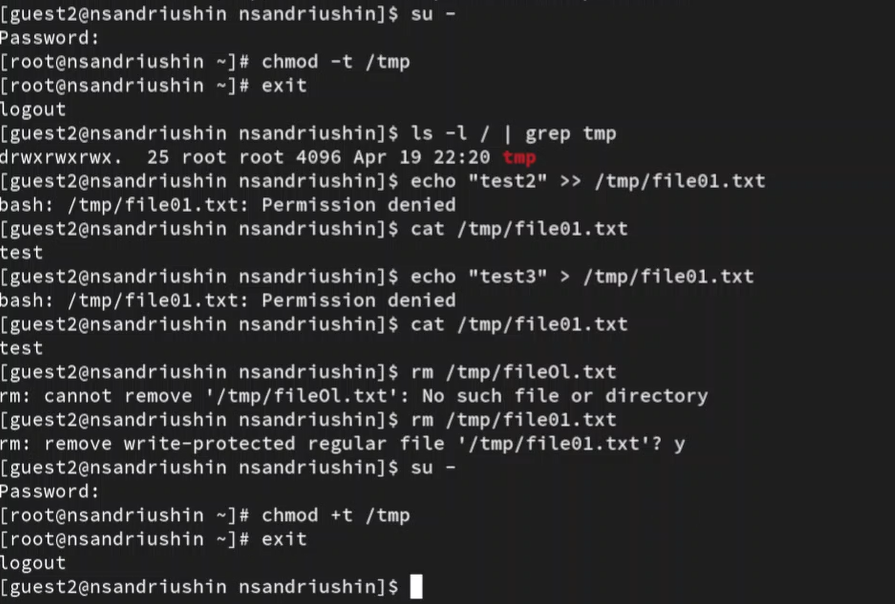 [guest2@nsandriushin nsandriushin]$ su -
Password:
[root@nsandriushin ~]# chmod -t /tmp
[root@nsandriushin ~]# exit
logout
[guest2@nsandriushin nsandriushin]$ ls -l / | grep tmp
drwxrwxrwx.  25 root root 4096 Apr 19 22:20 tmp
[guest2@nsandriushin nsandriushin]$ echo "test2" >> /tmp/file01.txt
bash: /tmp/file01.txt: Permission denied
[guest2@nsandriushin nsandriushin]$ cat /tmp/file01.txt
test
[guest2@nsandriushin nsandriushin]$ echo "test3" > /tmp/file01.txt
bash: /tmp/file01.txt: Permission denied
[guest2@nsandriushin nsandriushin]$ cat /tmp/file01.txt
test
[guest2@nsandriushin nsandriushin]$ rm /tmp/fileOl.txt
rm: cannot remove '/tmp/fileOl.txt': No such file or directory
[guest2@nsandriushin nsandriushin]$ rm /tmp/file01.txt
rm: remove write-protected regular file '/tmp/file01.txt'? y
[guest2@nsandriushin nsandriushin]$ su -
Password:
[root@nsandriushin ~]# chmod +t /tmp
[root@nsandriushin ~]# exit
logout
[guest2@nsandriushin nsandriushin]$